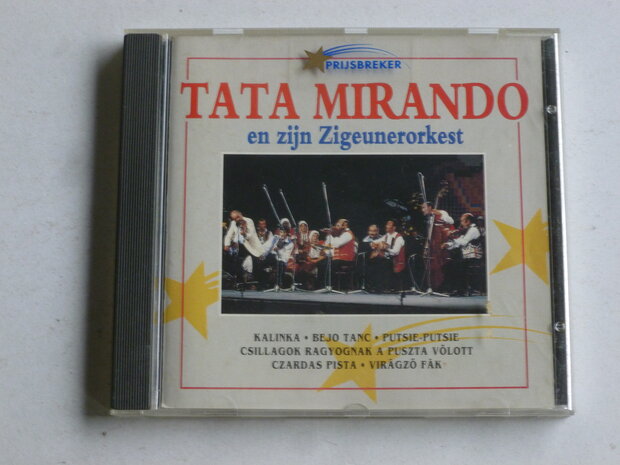 PRIJSBREKER
TATA MIRANDO
en zijn Zigeunerorkest
KALINKA • BEJO TANC • PUTSIE-PUTSIE
CSILLAGOK RAGYOGNAK A PUSZTA VÖLOTT
CZARDAS PISTA • VIRÁGZÓ FÁK